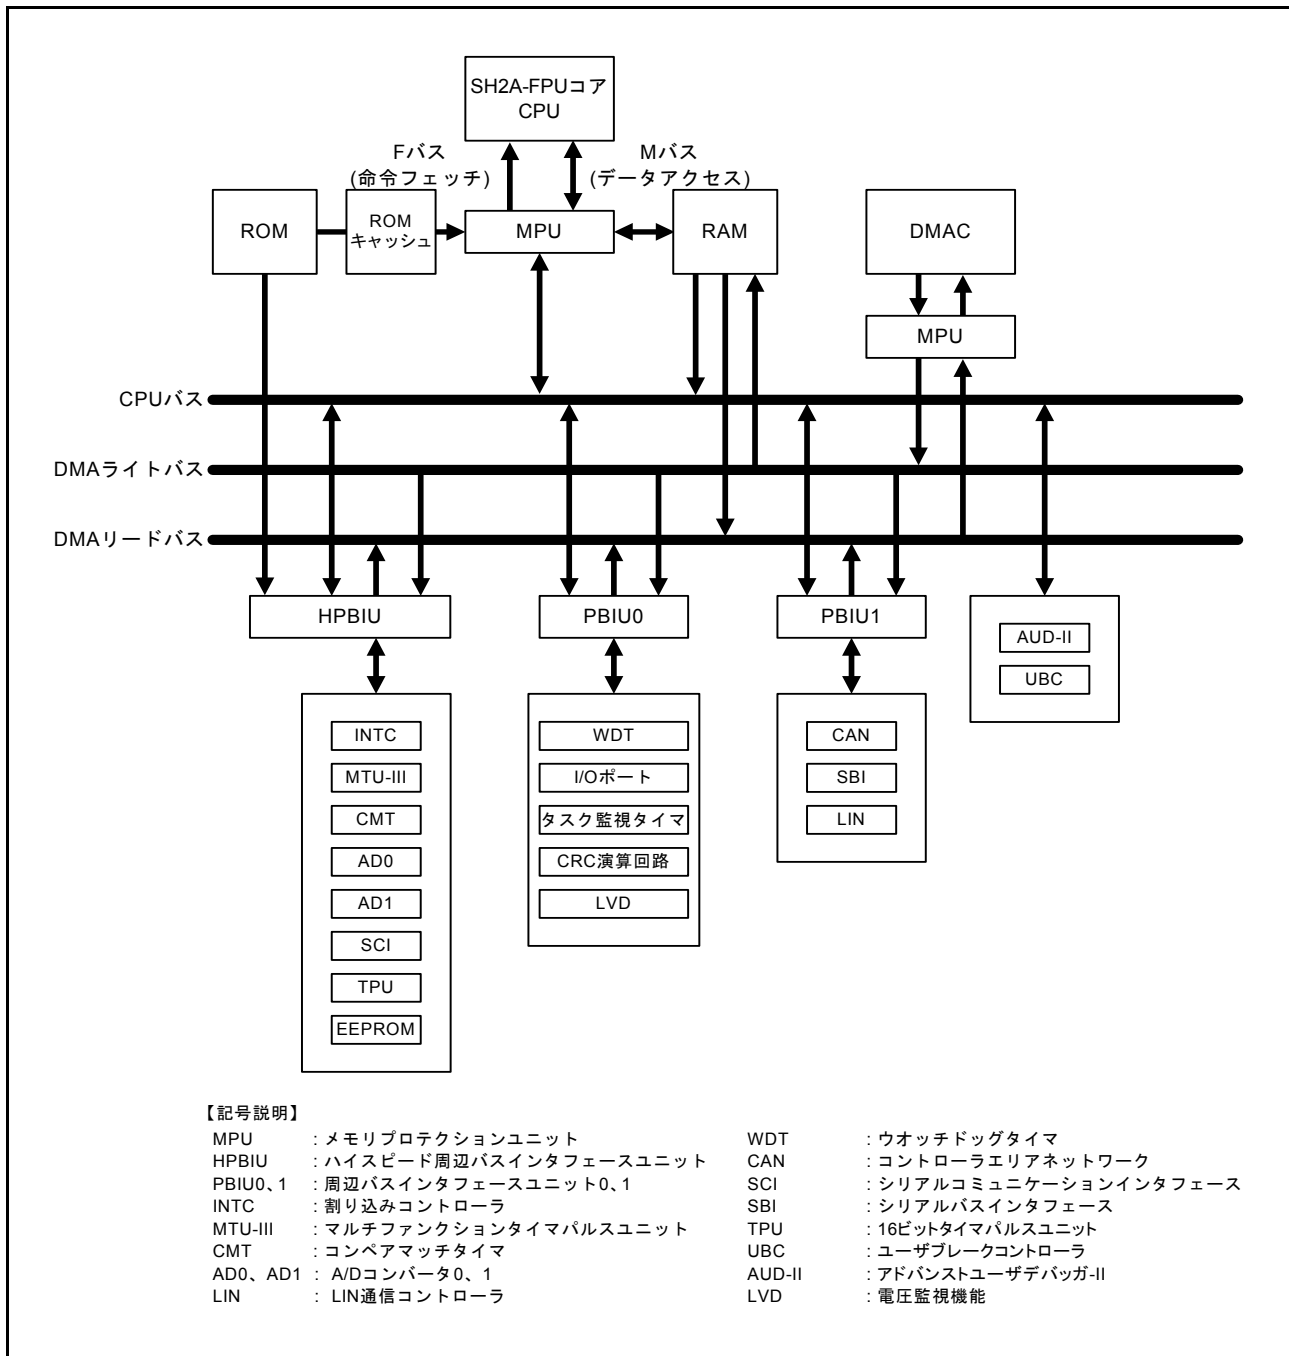 SH2A-FPUコア
CPU
Fバス
(命令フェッチ)
Mバス
(データアクセス)
ROM
ROM
キャッシュ
MPU
RAM
DMAC
MPU
CPUバス
DMAライトバス
DMAリードバス
HPBIU
PBIU0
PBIU1
AUD-II
UBC
INTC
MTU-III
CMT
AD0
AD1
SCI
TPU
EEPROM
WDT
I/Oポート
タスク監視タイマ
CRC演算回路
LVD
CAN
SBI
LIN
【記号説明】
MPU : メモリプロテクションユニット
HPBIU : ハイスピード周辺バスインタフェースユニット
PBIU0、1 : 周辺バスインタフェースユニット0、1
INTC : 割り込みコントローラ
MTU-III : マルチファンクションタイマパルスユニット
CMT : コンペアマッチタイマ
AD0、AD1 : A/Dコンバータ0、1
LIN : LIN通信コントローラ
WDT : ウオッチドッグタイマ
CAN : コントローラエリアネットワーク
SCI : シリアルコミュニケーションインタフェース
SBI : シリアルバスインタフェース
TPU : 16ビットタイマパルスユニット
UBC : ユーザブレークコントローラ
AUD-II : アドバンストユーザデバッガ-II
LVD : 電圧監視機能